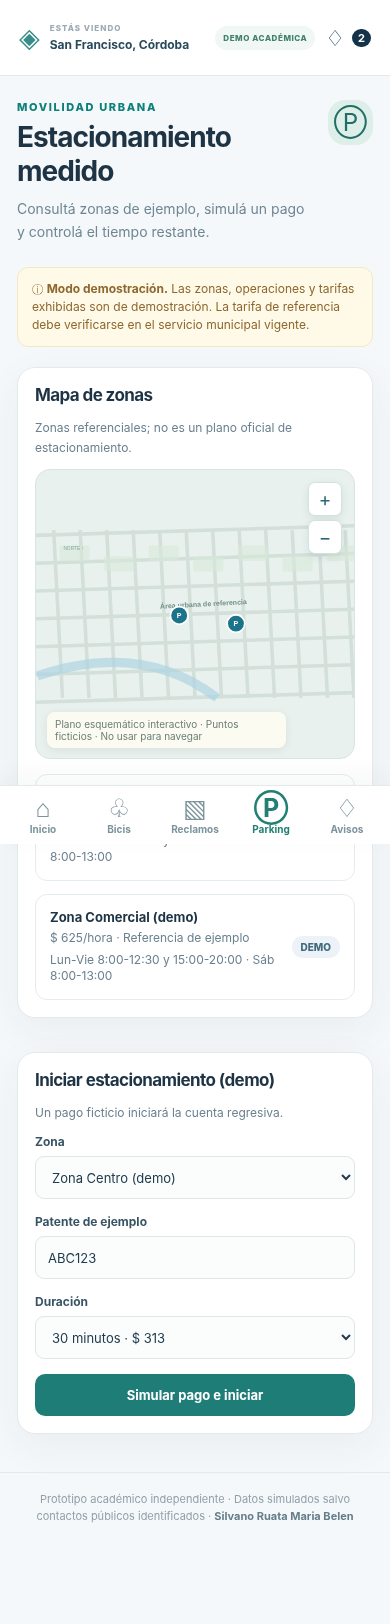 ESTÁS VIENDO
San Francisco, Córdoba
DEMO ACADÉMICA
2
MOVILIDAD URBANA
Estacionamiento
medido
P
Consultá zonas de ejemplo, simulá un pago
y controlá el tiempo restante.
ⓘ Modo demostración. Las zonas, operaciones y tarifas
exhibidas son de demostración. La tarifa de referencia
debe verificarse en el servicio municipal vigente.
Mapa de zonas
Zonas referenciales; no es un plano oficial de
estacionamiento.
+
−
NORTE
Área urbana de referencia
P
P
Plano esquemático interactivo · Puntos
ficticios · No usar para navegar
Inicio
Bicis
Reclamos
P
Parking
Avisos
8:00-13:00
Zona Comercial (demo)
$ 625/hora · Referencia de ejemplo
Lun-Vie 8:00-12:30 y 15:00-20:00 · Sáb
8:00-13:00
DEMO
Iniciar estacionamiento (demo)
Un pago ficticio iniciará la cuenta regresiva.
Zona
Zona Centro (demo)
Patente de ejemplo
ABC123
Duración
30 minutos · $ 313
Simular pago e iniciar
Prototipo académico independiente · Datos simulados salvo
contactos públicos identificados · Silvano Ruata Maria Belen